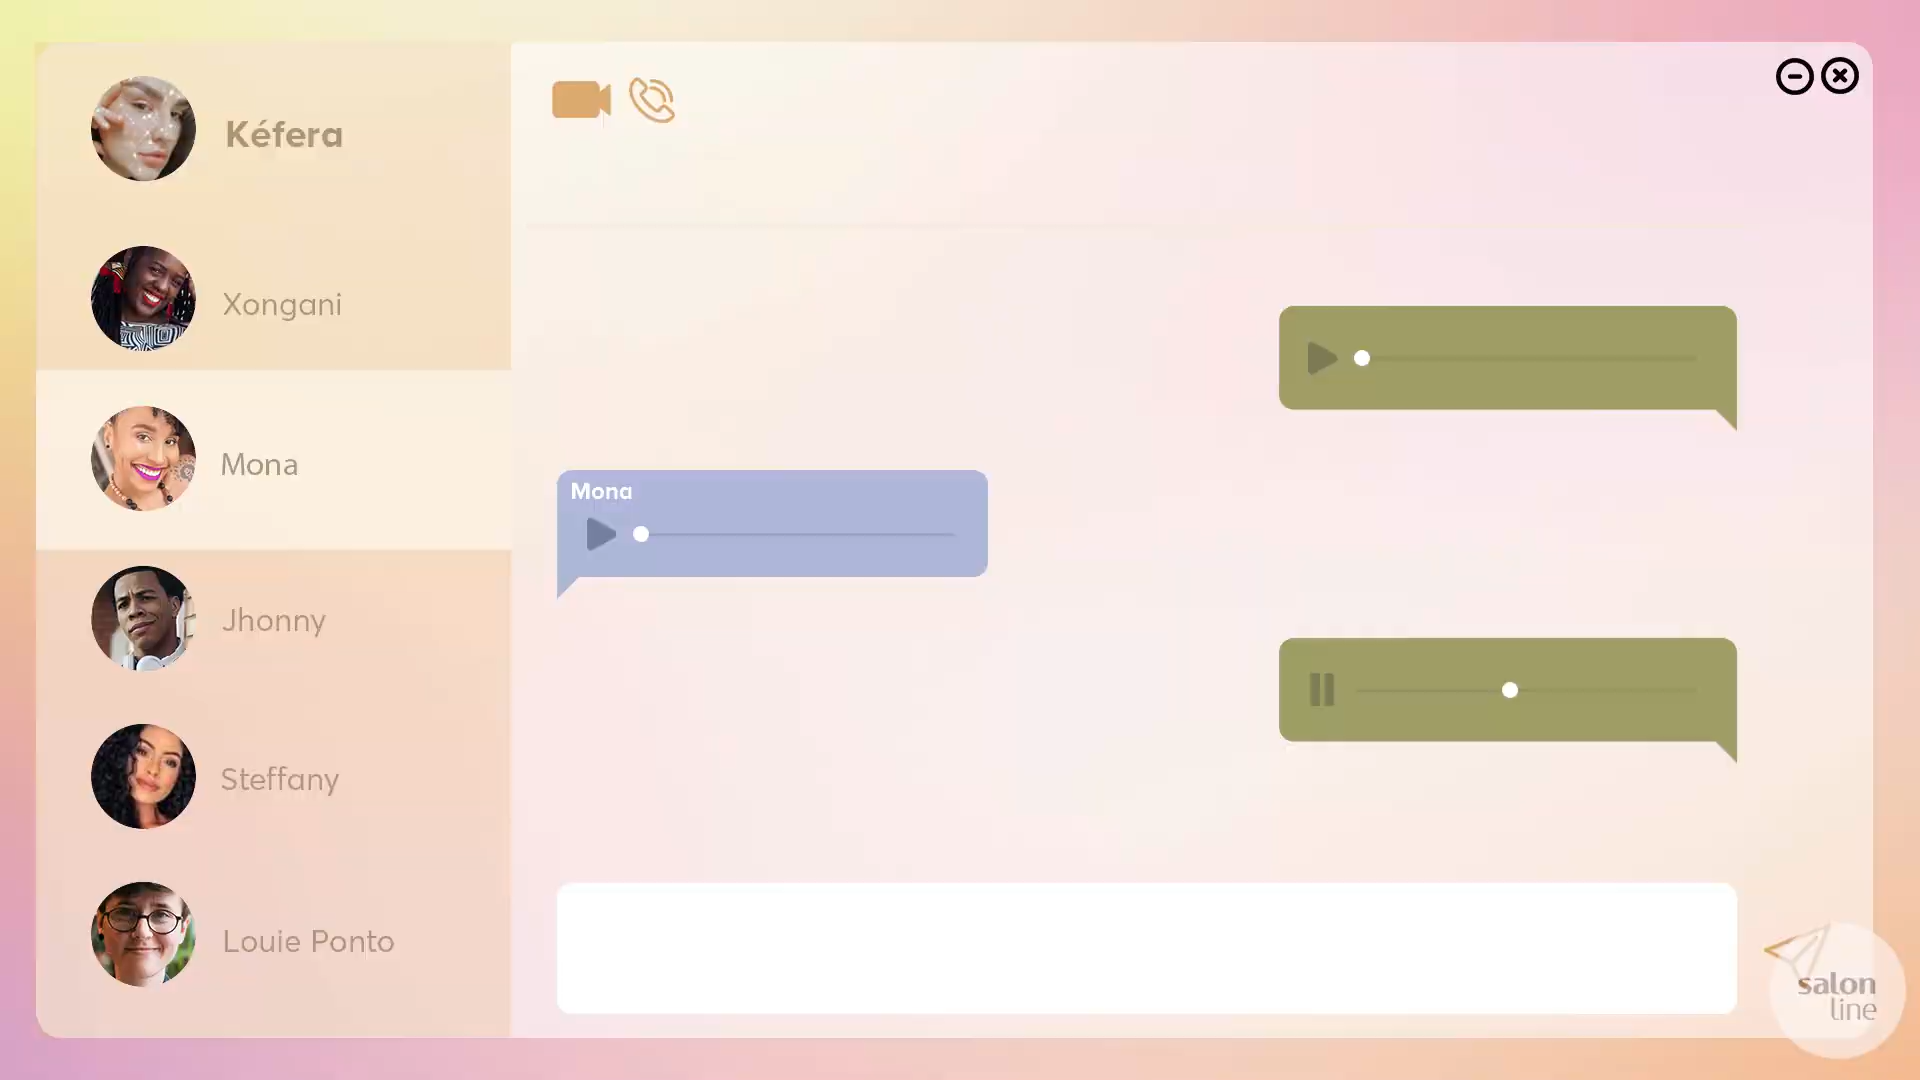 Kéfera
Xongani
Mona
Mona
Jhonny
Steffany
Louie Ponto
salon
line